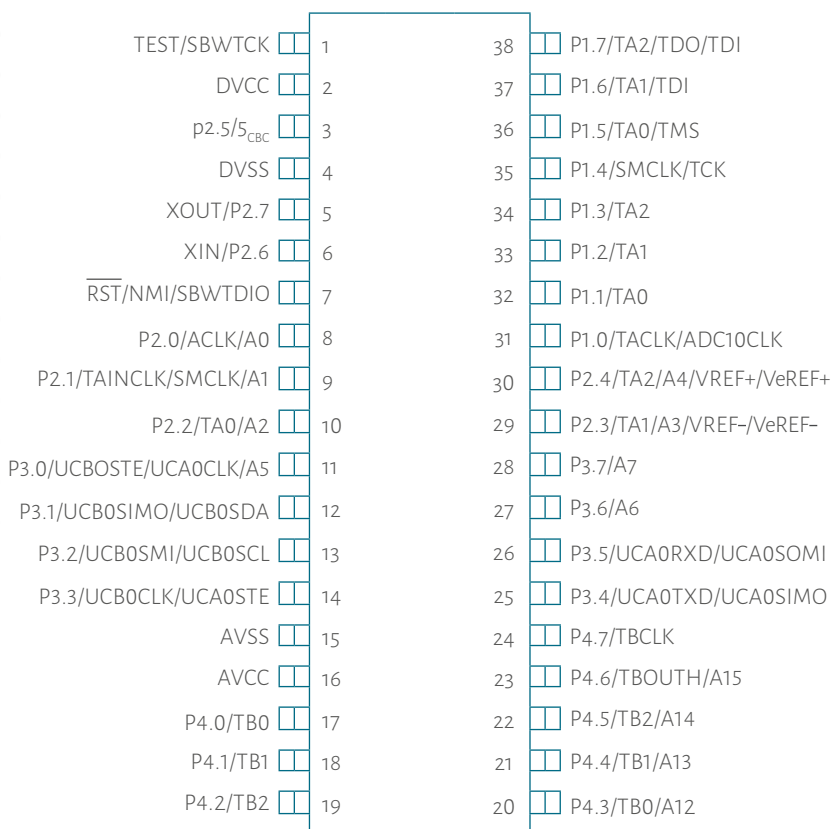 TEST/SBWTCK 1 38 P1.7/TA2/TDO/TDI
DVCC 2 37 P1.6/TA1/TDI
p2.5/5CBC 3 36 P1.5/TA0/TMS
DVSS 4 35 P1.4/SMCLK/TCK
XOUT/P2.7 5 34 P1.3/TA2
XIN/P2.6 6 33 P1.2/TA1
RST/NMI/SBWTDIO 7 32 P1.1/TA0
P2.0/ACLK/A0 8 31 P1.0/TACLK/ADC10CLK
P2.1/TAINCLK/SMCLK/A1 9 30 P2.4/TA2/A4/VREF+/VeREF+
P2.2/TA0/A2 10 29 P2.3/TA1/A3/VREF-/VeREF-
P3.0/UCBOSTE/UCA0CLK/A5 11 28 P3.7/A7
P3.1/UCB0SIMO/UCB0SDA 12 27 P3.6/A6
P3.2/UCB0SMI/UCB0SCL 13 26 P3.5/UCA0RXD/UCA0SOMI
P3.3/UCB0CLK/UCA0STE 14 25 P3.4/UCA0TXD/UCA0SIMO
AVSS 15 24 P4.7/TBCLK
AVCC 16 23 P4.6/TBOUTH/A15
P4.0/TB0 17 22 P4.5/TB2/A14
P4.1/TB1 18 21 P4.4/TB1/A13
P4.2/TB2 19 20 P4.3/TB0/A12